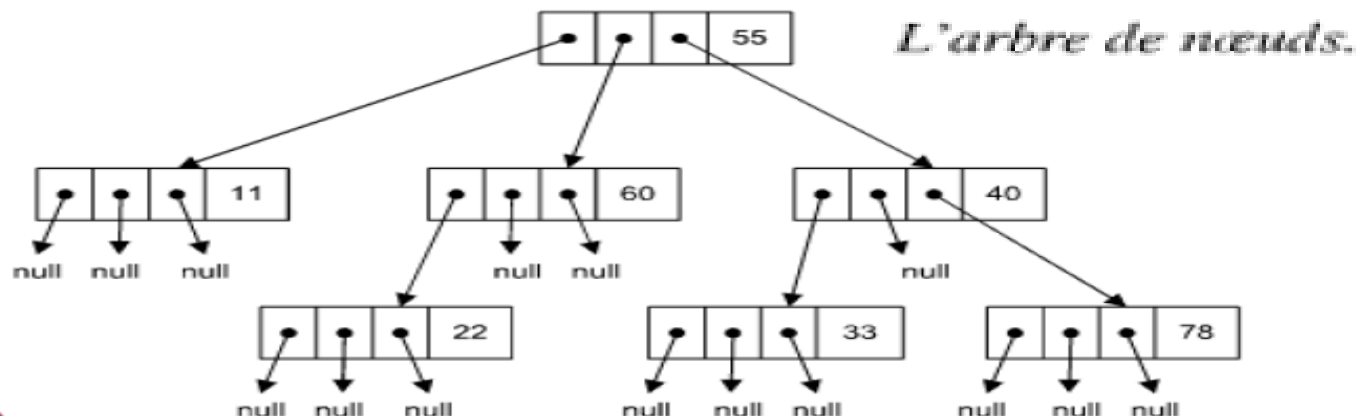 55 L'arbre de nœuds.
11 60 40
null null null null null null
22 33 78
null null null null null null null null null